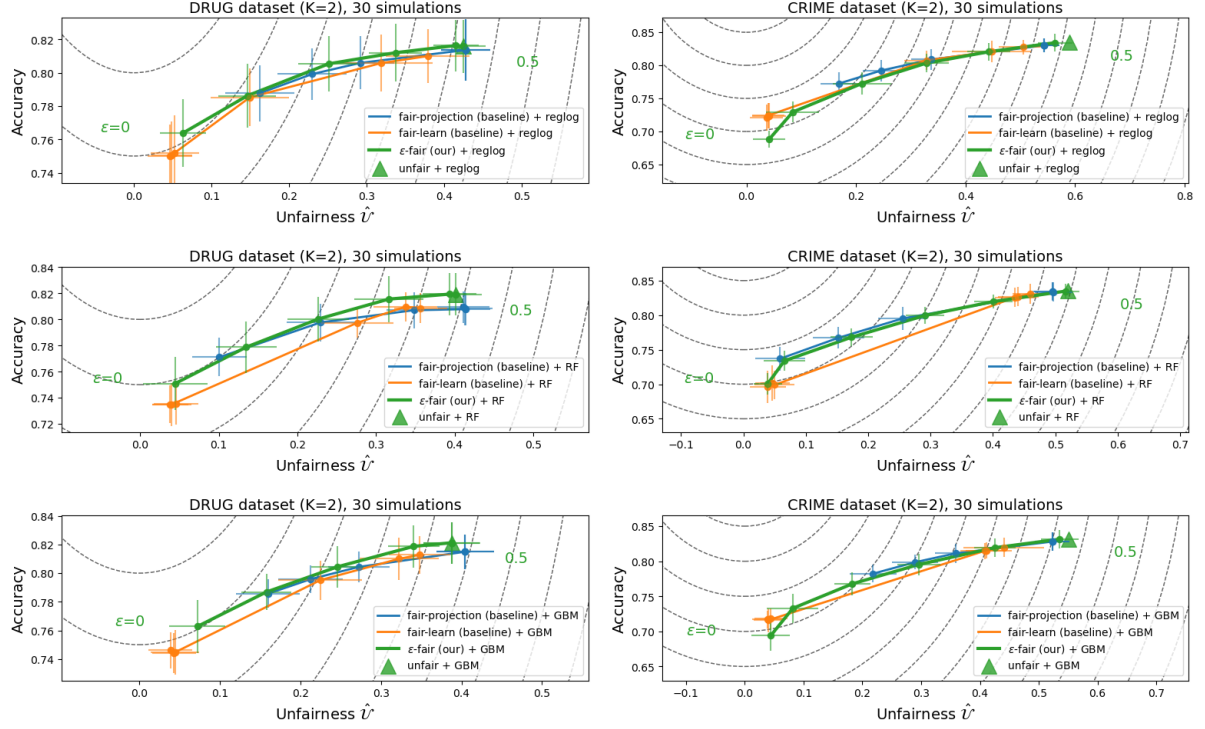 DRUG dataset (K=2), 30 simulations
Accuracy
0.82
0.80
0.78
0.76
0.74
ε=0
0.5
fair-projection (baseline) + reglog
fair-learn (baseline) + reglog
ε-fair (our) + reglog
unfair + reglog
0.0 0.1 0.2 0.3 0.4 0.5
Unfairness 𝒰̂
CRIME dataset (K=2), 30 simulations
Accuracy
0.85
0.80
0.75
0.70
0.65
ε=0
0.5
fair-projection (baseline) + reglog
fair-learn (baseline) + reglog
ε-fair (our) + reglog
unfair + reglog
0.0 0.2 0.4 0.6 0.8
Unfairness 𝒰̂
DRUG dataset (K=2), 30 simulations
Accuracy
0.84
0.82
0.80
0.78
0.76
0.74
0.72
ε=0
0.5
fair-projection (baseline) + RF
fair-learn (baseline) + RF
ε-fair (our) + RF
unfair + RF
0.0 0.1 0.2 0.3 0.4 0.5
Unfairness 𝒰̂
CRIME dataset (K=2), 30 simulations
Accuracy
0.85
0.80
0.75
0.70
0.65
ε=0
0.5
fair-projection (baseline) + RF
fair-learn (baseline) + RF
ε-fair (our) + RF
unfair + RF
−0.1 0.0 0.1 0.2 0.3 0.4 0.5 0.6 0.7
Unfairness 𝒰̂
DRUG dataset (K=2), 30 simulations
Accuracy
0.84
0.82
0.80
0.78
0.76
0.74
ε=0
0.5
fair-projection (baseline) + GBM
fair-learn (baseline) + GBM
ε-fair (our) + GBM
unfair + GBM
0.0 0.1 0.2 0.3 0.4 0.5
Unfairness 𝒰̂
CRIME dataset (K=2), 30 simulations
Accuracy
0.85
0.80
0.75
0.70
0.65
ε=0
0.5
fair-projection (baseline) + GBM
fair-learn (baseline) + GBM
ε-fair (our) + GBM
unfair + GBM
−0.1 0.0 0.1 0.2 0.3 0.4 0.5 0.6 0.7
Unfairness 𝒰̂